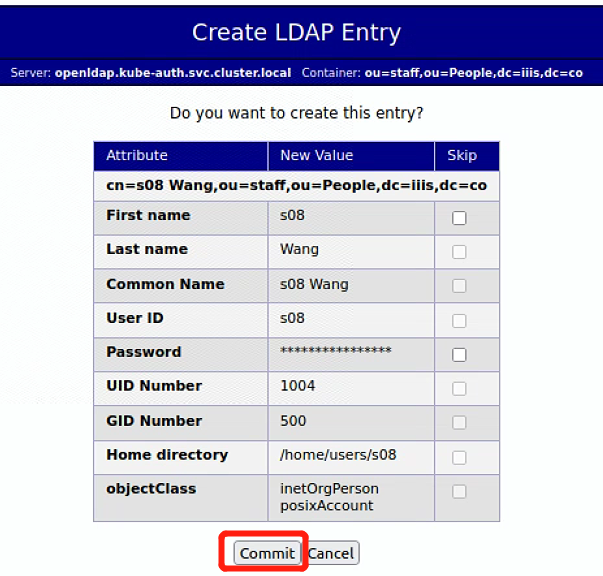 Create LDAP Entry
Server: openldap.kube-auth.svc.cluster.local Container: ou=staff,ou=People,dc=iiis,dc=co
Do you want to create this entry?
Attribute New Value Skip
cn=s08 Wang,ou=staff,ou=People,dc=iiis,dc=co
First name s08
Last name Wang
Common Name s08 Wang
User ID s08
Password ****************
UID Number 1004
GID Number 500
Home directory /home/users/s08
objectClass inetOrgPerson
posixAccount
Commit Cancel